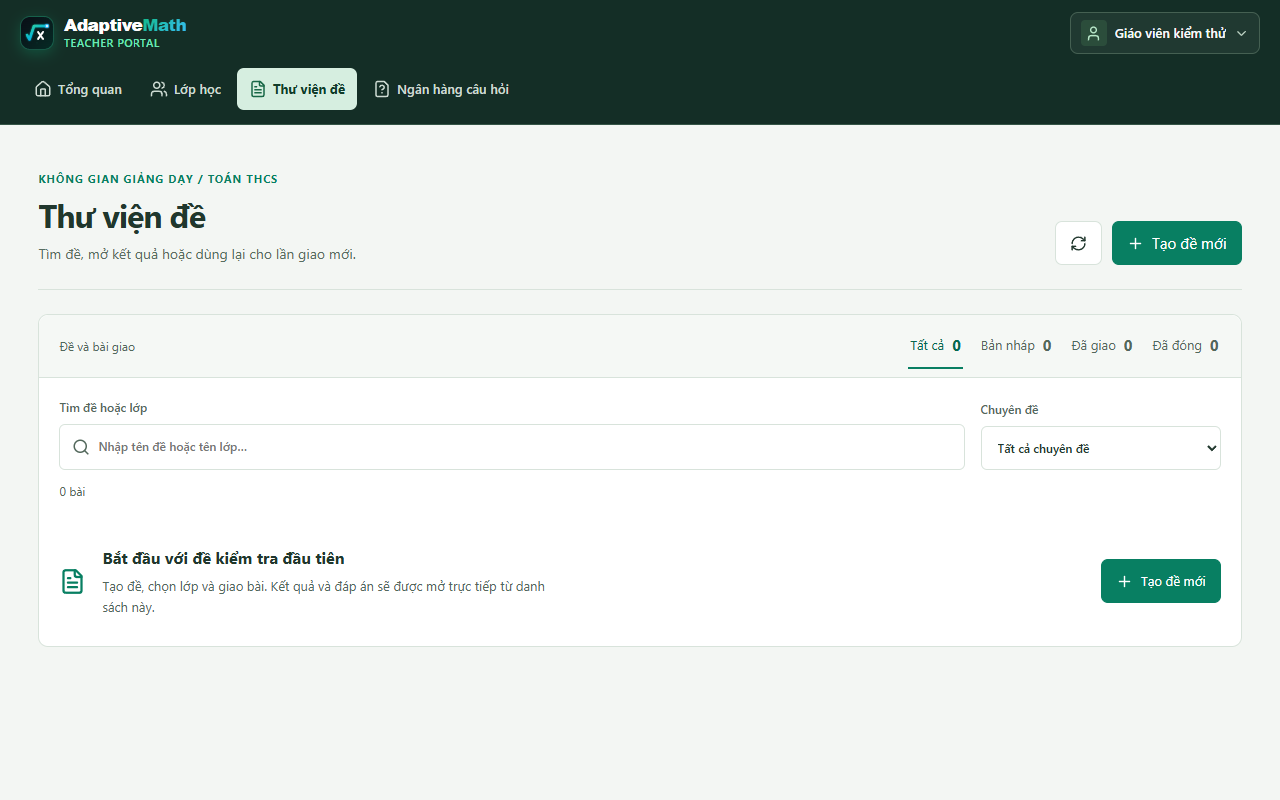 AdaptiveMath
TEACHER PORTAL
Giáo viên kiểm thử
Tổng quan
Lớp học
Thư viện đề
Ngân hàng câu hỏi
KHÔNG GIAN GIẢNG DẠY / TOÁN THCS
Thư viện đề
Tìm đề, mở kết quả hoặc dùng lại cho lần giao mới.
Tạo đề mới
Đề và bài giao
Tất cả 0
Bản nháp 0
Đã giao 0
Đã đóng 0
Tìm đề hoặc lớp
Nhập tên đề hoặc tên lớp...
Chuyên đề
Tất cả chuyên đề
0 bài
Bắt đầu với đề kiểm tra đầu tiên
Tạo đề, chọn lớp và giao bài. Kết quả và đáp án sẽ được mở trực tiếp từ danh
sách này.
Tạo đề mới